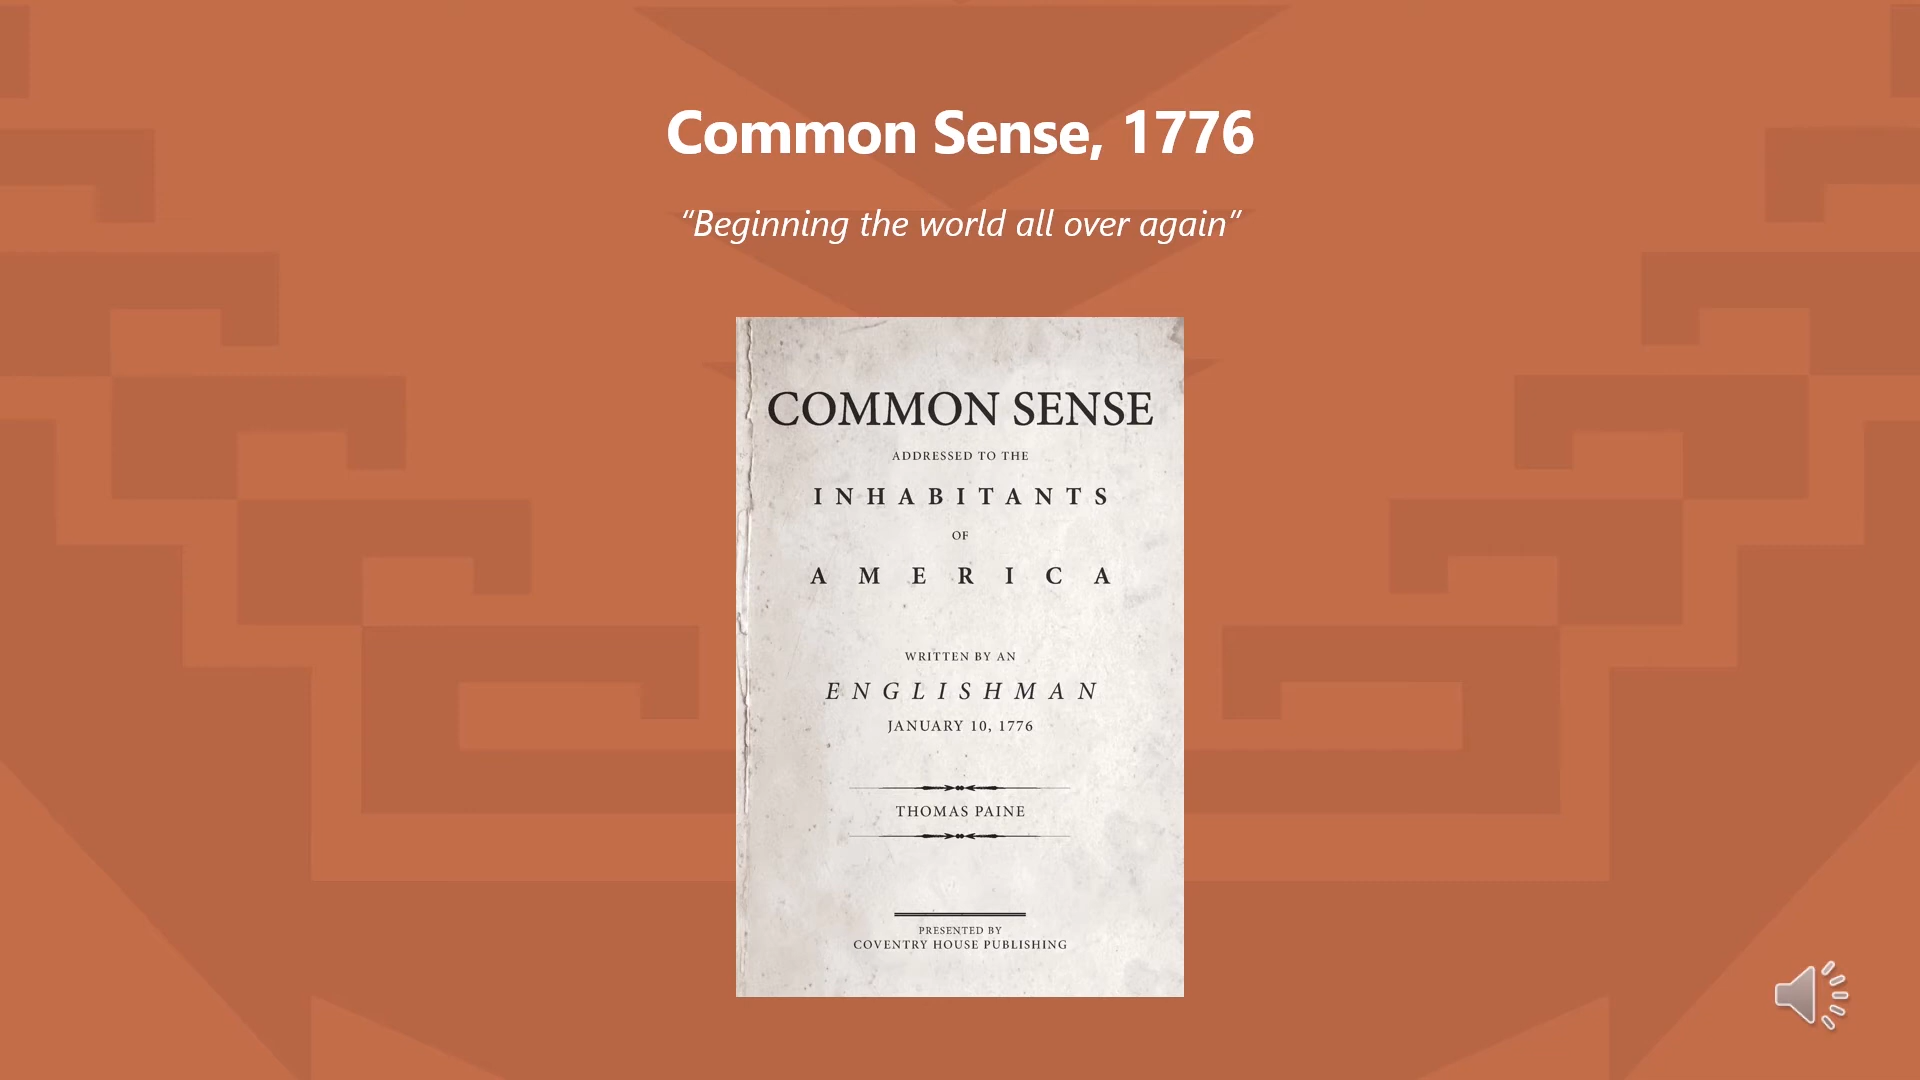 Common Sense, 1776
“Beginning the world all over again”
COMMON SENSE
ADDRESSED TO THE
INHABITANTS
OF
AMERICA
WRITTEN BY AN
ENGLISHMAN
JANUARY 10, 1776
THOMAS PAINE
PRESENTED BY
COVENTRY HOUSE PUBLISHING